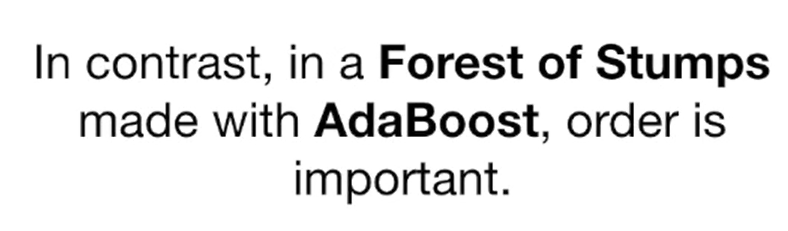 In contrast, in a Forest of Stumps
made with AdaBoost, order is
important.